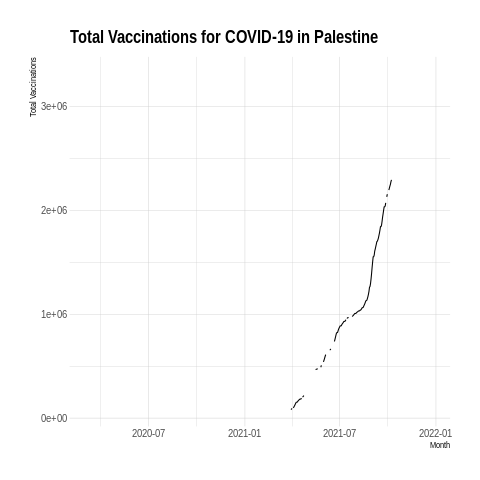 Total Vaccinations for COVID-19 in Palestine
Total Vaccinations
3e+06
2e+06
1e+06
0e+00
2020-07 2021-01 2021-07 2022-01
Month